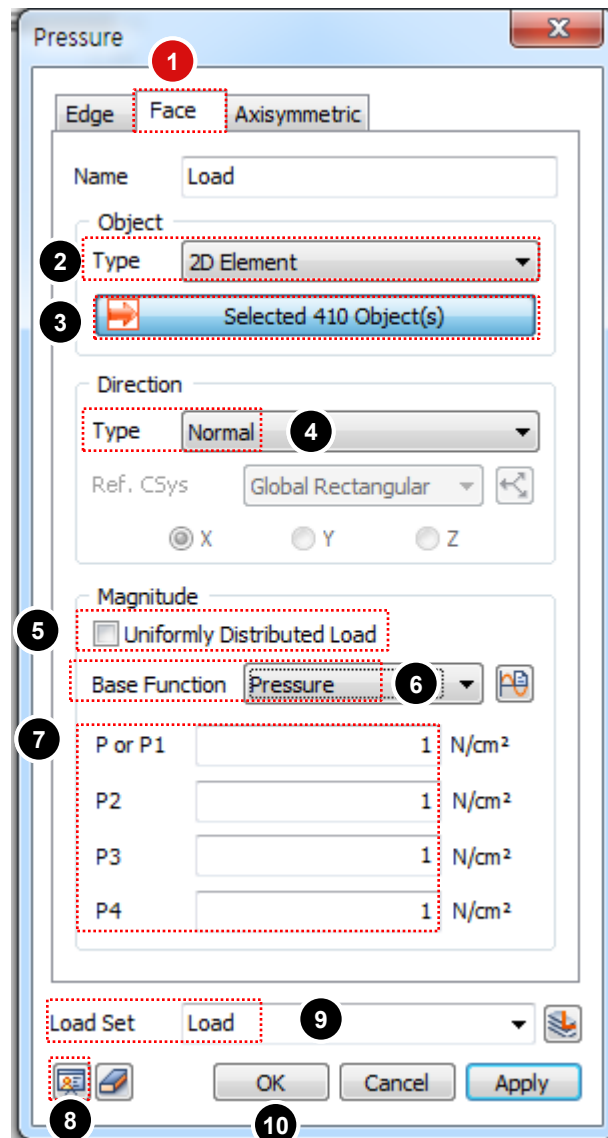 Pressure
1
Edge Face Axisymmetric
Name Load
Object
2 Type 2D Element
3 Selected 410 Object(s)
Direction
Type Normal 4
Ref. CSys Global Rectangular
X Y Z
Magnitude
5 Uniformly Distributed Load
Base Function Pressure 6
7 P or P1 1 N/cm²
P2 1 N/cm²
P3 1 N/cm²
P4 1 N/cm²
Load Set Load 9
OK Cancel Apply
8 10